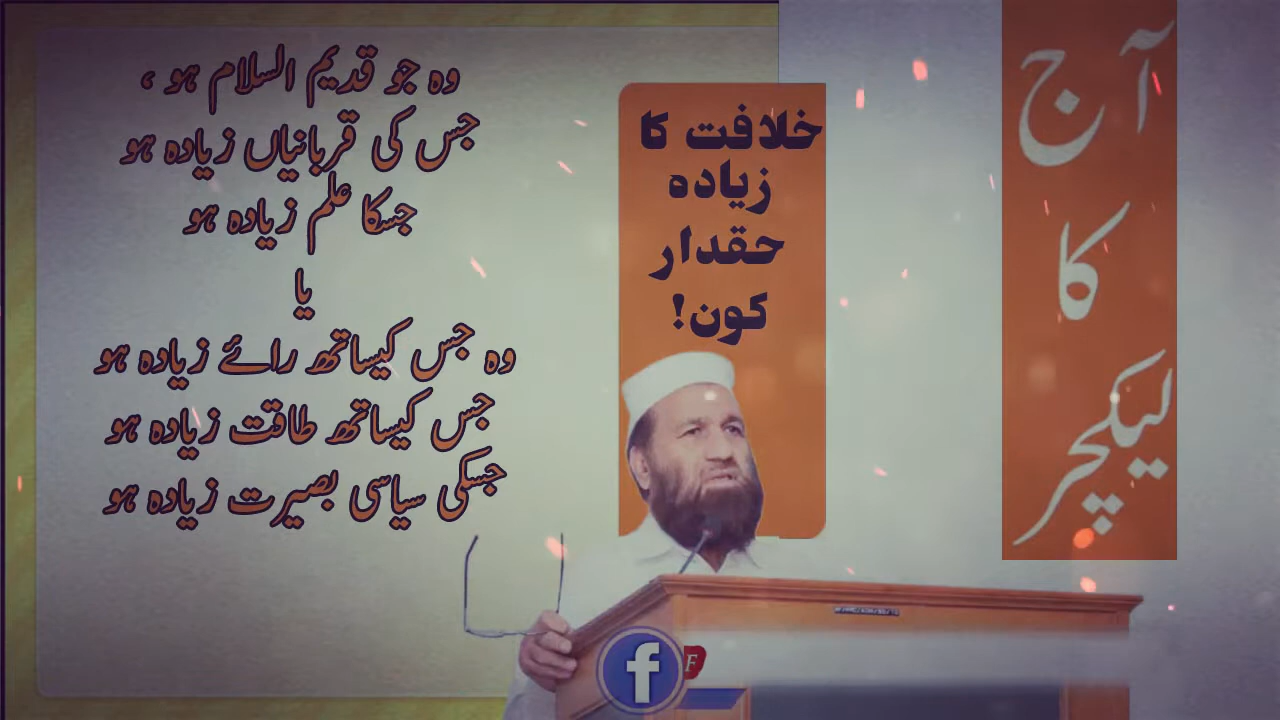 آج
کا
لیکچر
خلافت کا
زیادہ
حقدار
کون!
وہ جو قدیم السلام ہو ،
جس کی قربانیاں زیادہ ہو
جسکا علم زیادہ ہو
یا
وہ جس کیساتھ رائے زیادہ ہو
جس کیساتھ طاقت زیادہ ہو
جسکی سیاسی بصیرت زیادہ ہو
f
F